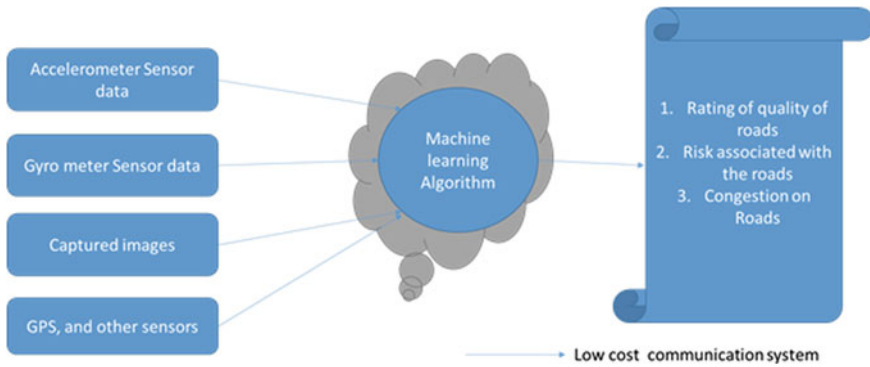 Accelerometer Sensor
data
Gyro meter Sensor data
Captured images
GPS, and other sensors
Machine
learning
Algorithm
1. Rating of quality of
roads
2. Risk associated with
the roads
3. Congestion on
Roads
Low cost communication system